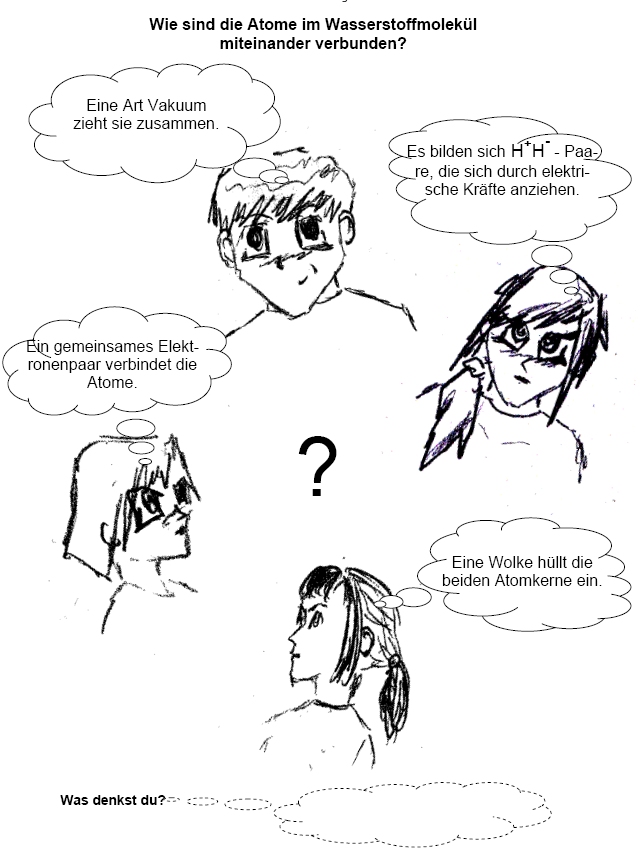 Wie sind die Atome im Wasserstoffmolekül
miteinander verbunden?
Eine Art Vakuum
zieht sie zusammen.
Es bilden sich H⁺H⁻ - Paa-
re, die sich durch elektri-
sche Kräfte anziehen.
Ein gemeinsames Elekt-
ronenpaar verbindet die
Atome.
?
Eine Wolke hüllt die
beiden Atomkerne ein.
Was denkst du?